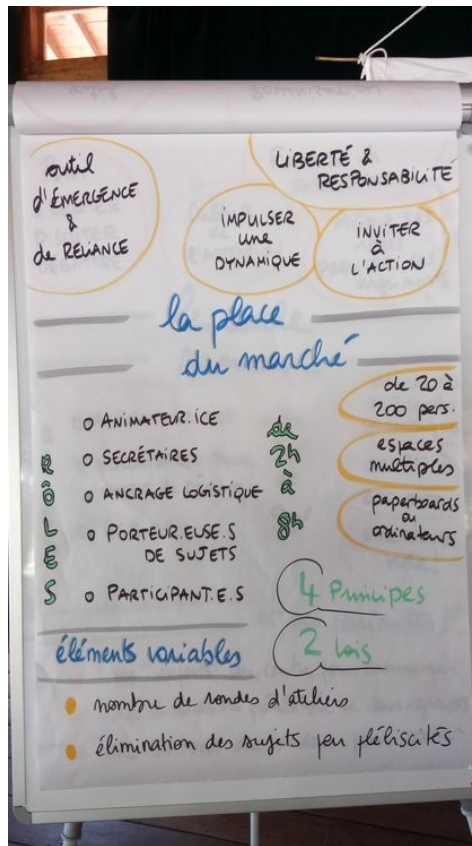 outil
d'ÉMERGENCE
&
de RELIANCE
LIBERTÉ &
RESPONSABILITÉ
IMPULSER
une
DYNAMIQUE
INVITER
à
L'ACTION
la place
du marché
RÔLES
o ANIMATEUR.ICE
o SECRÉTAIRES
o ANCRAGE LOGISTIQUE
o PORTEUR.EUSE.S
DE SUJETS
o PARTICIPANT.E.S
de
2h
à
8h
de 20 à
200 pers.
espaces
multiples
paperboards
ou
ordinateurs
4 Principes
2 Lois
éléments variables
nombre de rondes d'ateliers
élimination des sujets peu plébiscités